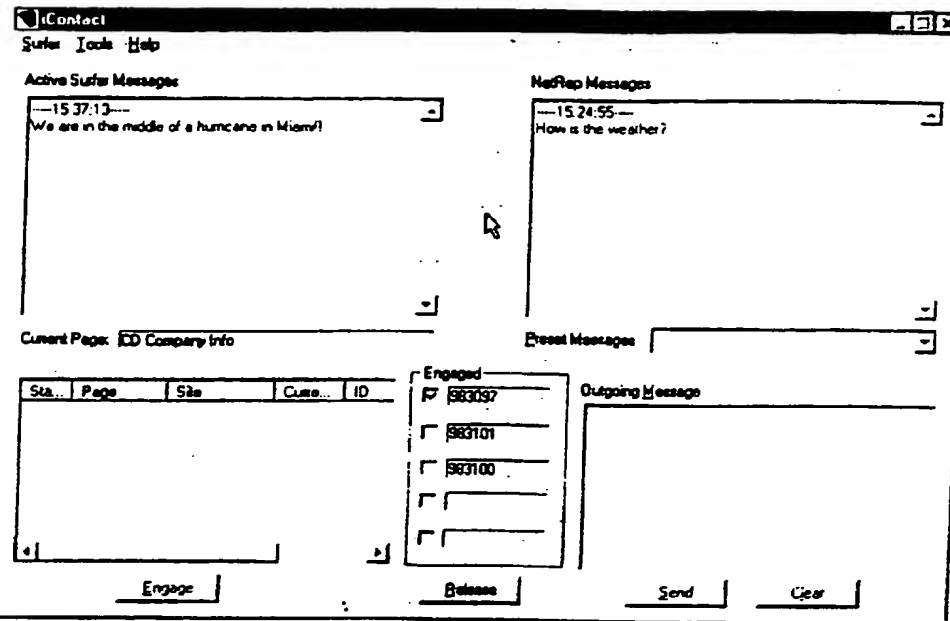 iContact
Surfer Tools Help
Active Surfer Messages
----15:37:13----
We are in the middle of a hurricane in Miami!!
NetRep Messages
----15:24:55----
How is the weather?
Current Page: ICD Company Info
Preset Messages
Sta... Page Site Custo... ID
Engaged
983097
983101
983100
Outgoing Message
Engage
Release
Send
Clear